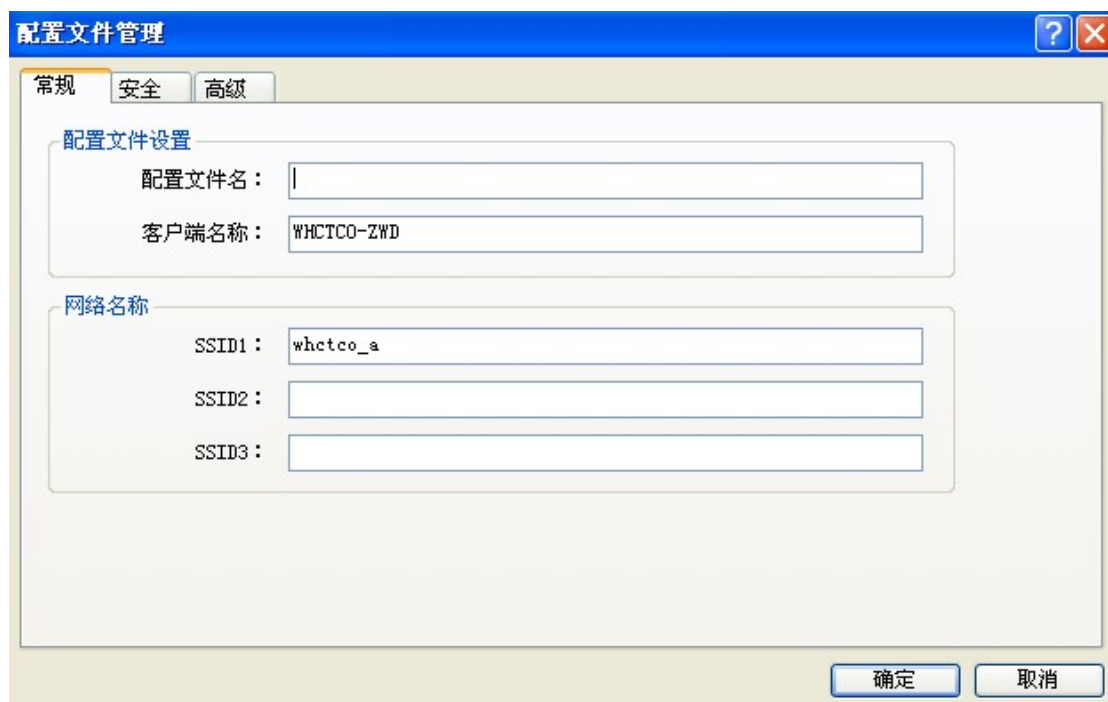 配置文件管理
常规 安全 高级
配置文件设置
配置文件名：
客户端名称： WHCTCO-ZWD
网络名称
SSID1： whctco_a
SSID2：
SSID3：
确定 取消